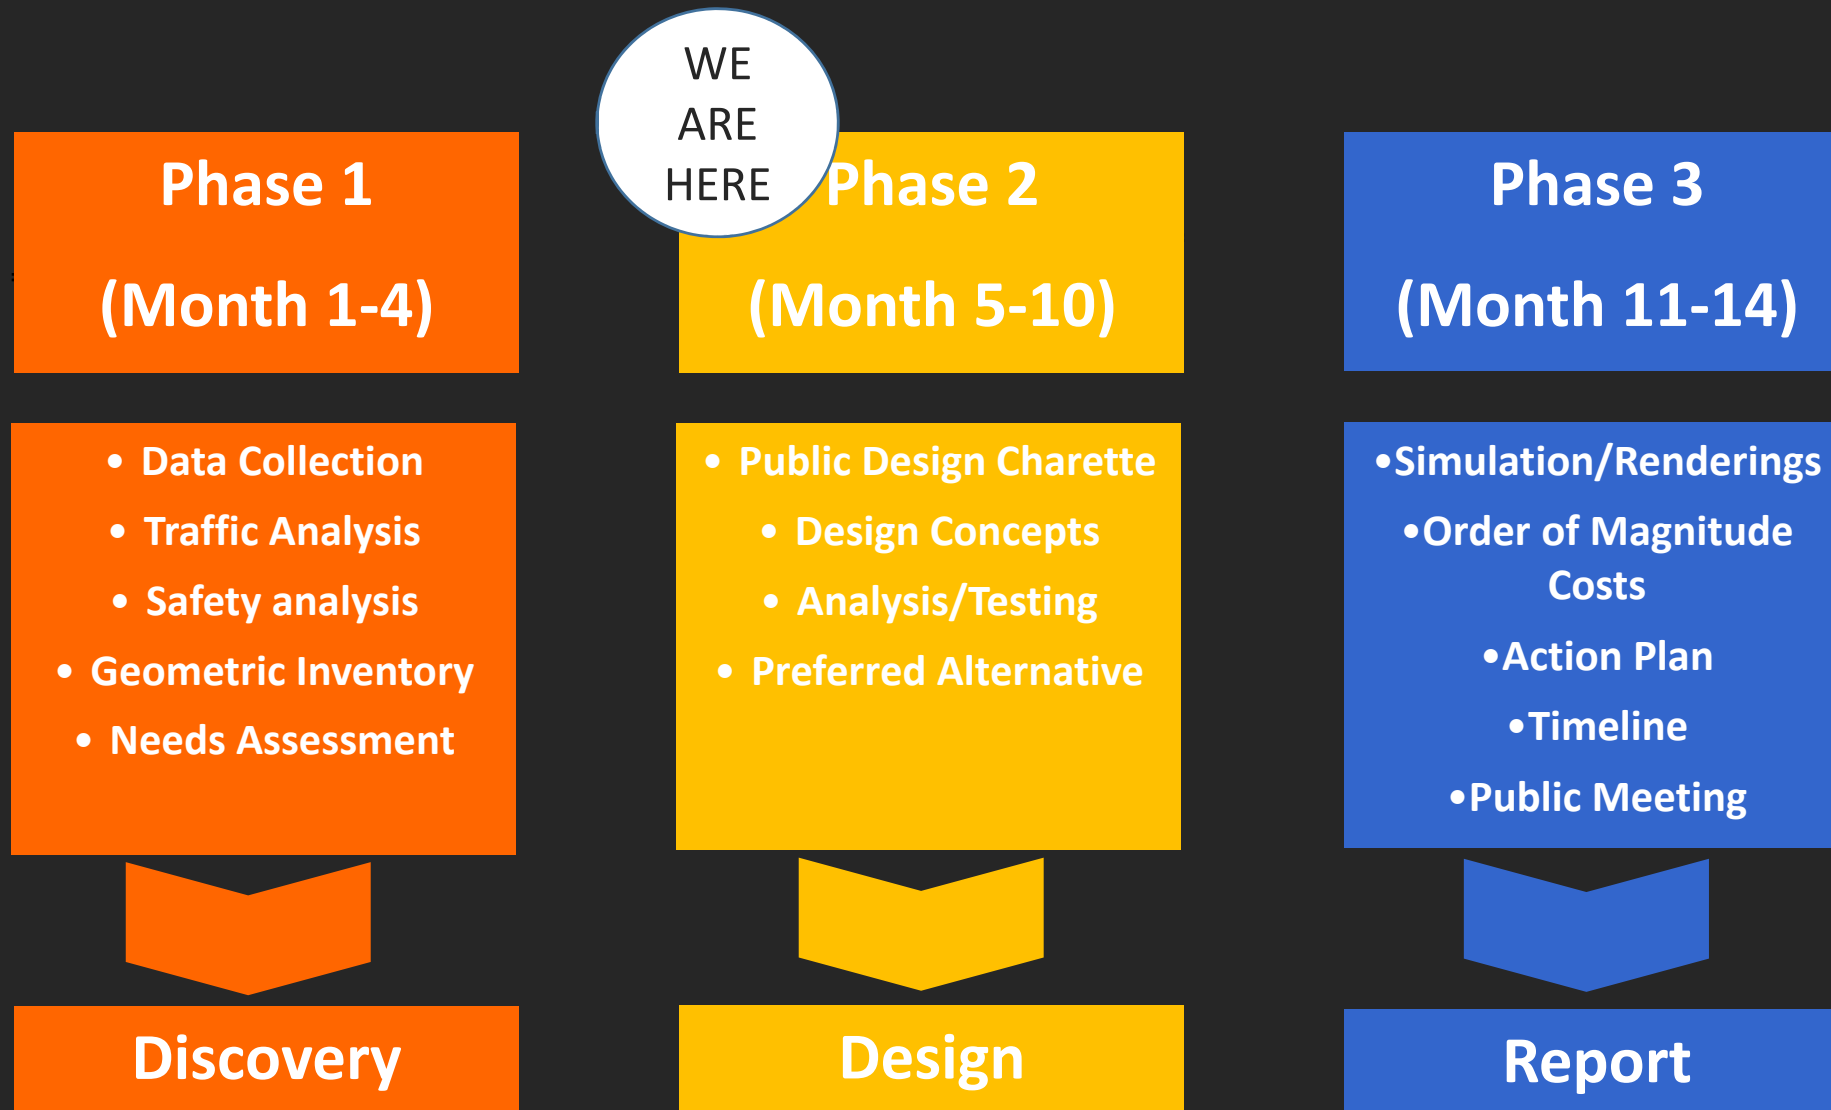 WE
ARE
HERE
Phase 1
(Month 1-4)
• Data Collection
• Traffic Analysis
• Safety analysis
• Geometric Inventory
• Needs Assessment
Discovery
Phase 2
(Month 5-10)
• Public Design Charette
• Design Concepts
• Analysis/Testing
• Preferred Alternative
Design
Phase 3
(Month 11-14)
•Simulation/Renderings
•Order of Magnitude
Costs
•Action Plan
•Timeline
•Public Meeting
Report